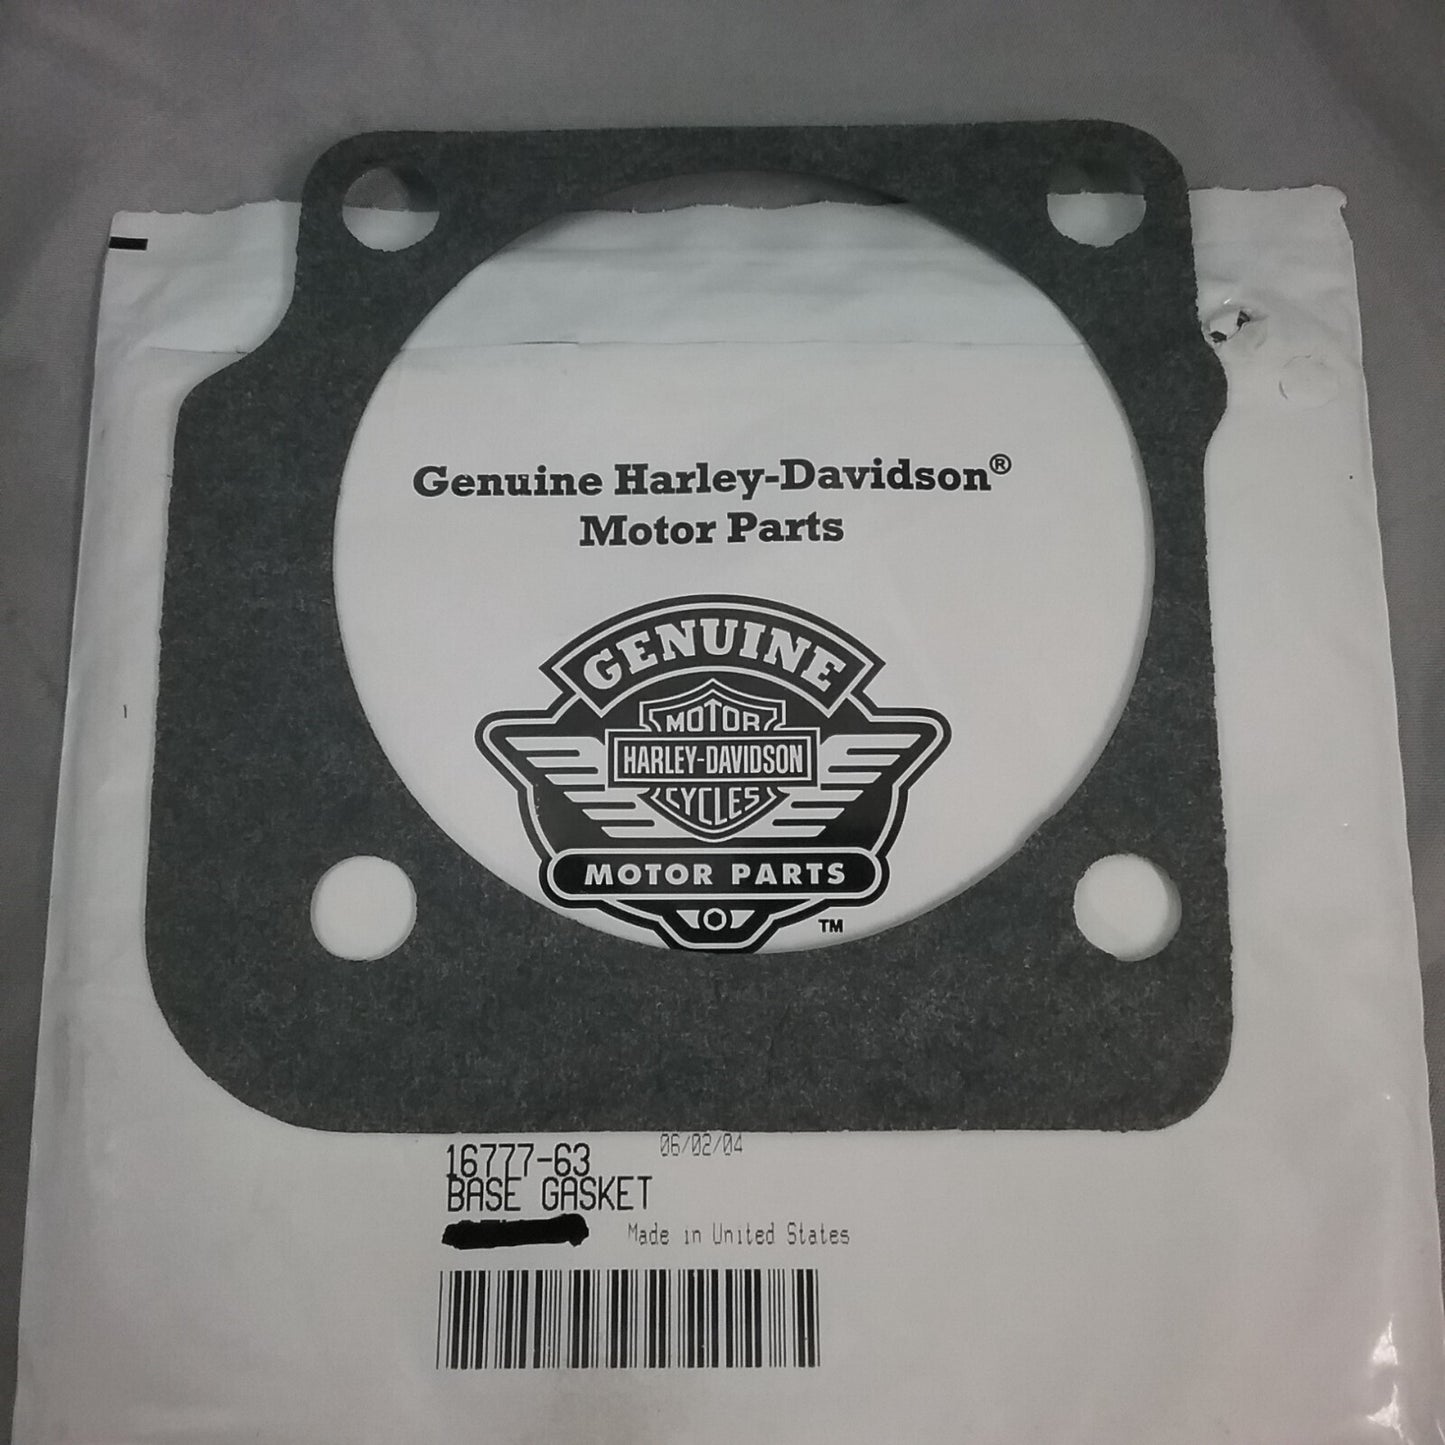 Genuine Harley-Davidson®
Motor Parts
GENUINE
MOTOR
HARLEY-DAVIDSON
CYCLES
MOTOR PARTS
TM
06/02/04
16777-63
BASE GASKET
Made in United States